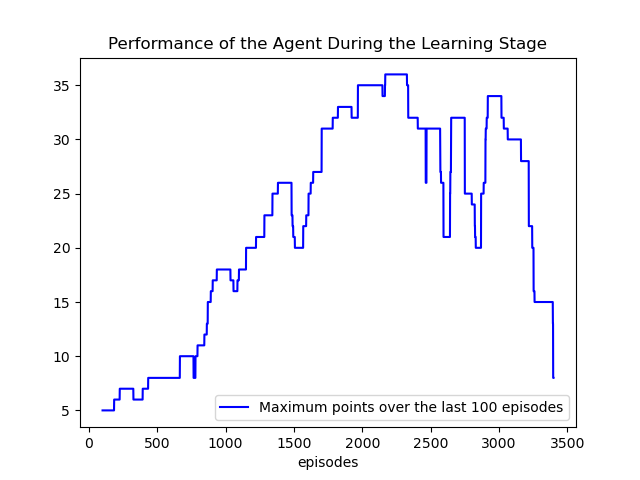 Performance of the Agent During the Learning Stage
35
30
25
20
15
10
5
Maximum points over the last 100 episodes
0 500 1000 1500 2000 2500 3000 3500
episodes